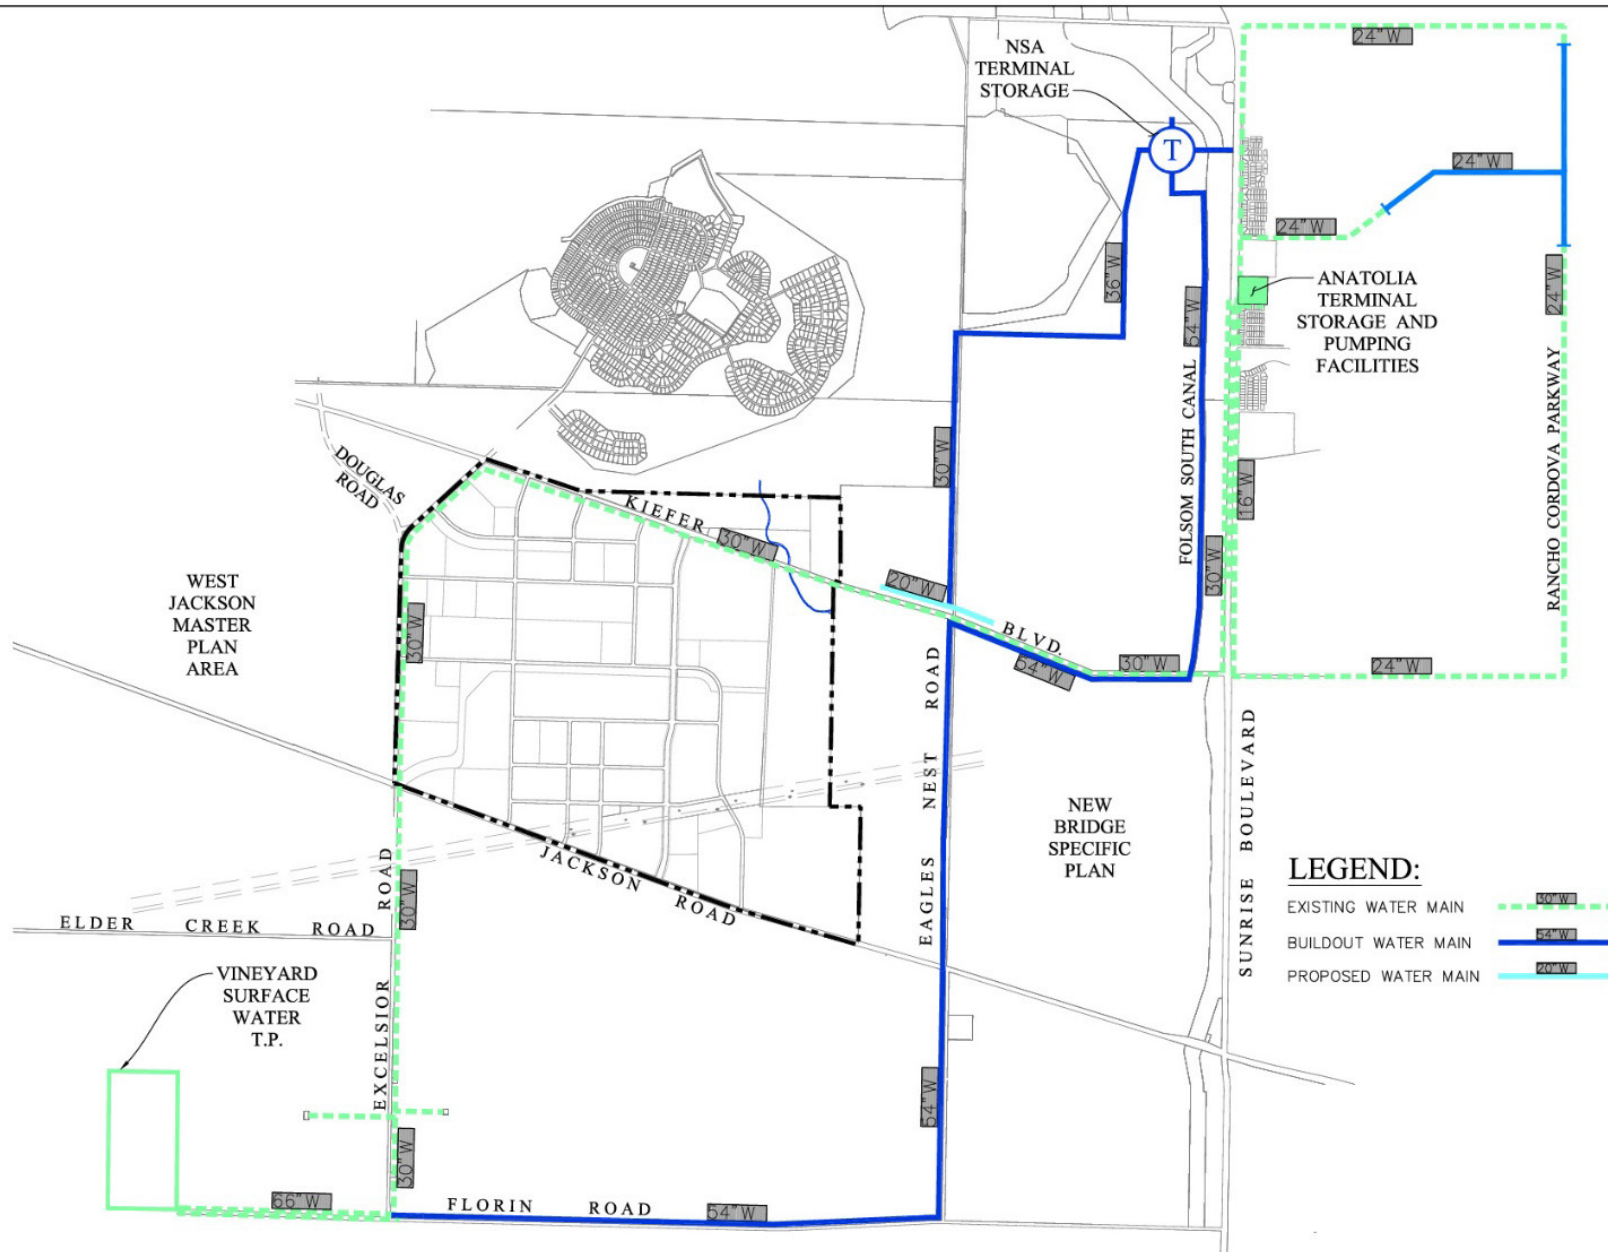 24"W
NSA
TERMINAL
STORAGE
T
24"W
24"W
36"W
54"W
24"W
ANATOLIA
TERMINAL
STORAGE AND
PUMPING
FACILITIES
FOLSOM SOUTH CANAL
RANCHO CORDOVA PARKWAY
30"W
16"W
30"W
DOUGLAS
ROAD
KIEFER
30"W
20"W
BLVD.
54"W
30"W
24"W
WEST
JACKSON
MASTER
PLAN
AREA
30"W
EAGLES NEST ROAD
SUNRISE BOULEVARD
NEW
BRIDGE
SPECIFIC
PLAN
JACKSON ROAD
EXCELSIOR ROAD
30"W
ELDER CREEK ROAD
VINEYARD
SURFACE
WATER
T.P.
54"W
30"W
66"W
FLORIN ROAD
54"W
LEGEND:
EXISTING WATER MAIN 30"W
BUILDOUT WATER MAIN 54"W
PROPOSED WATER MAIN 20"W